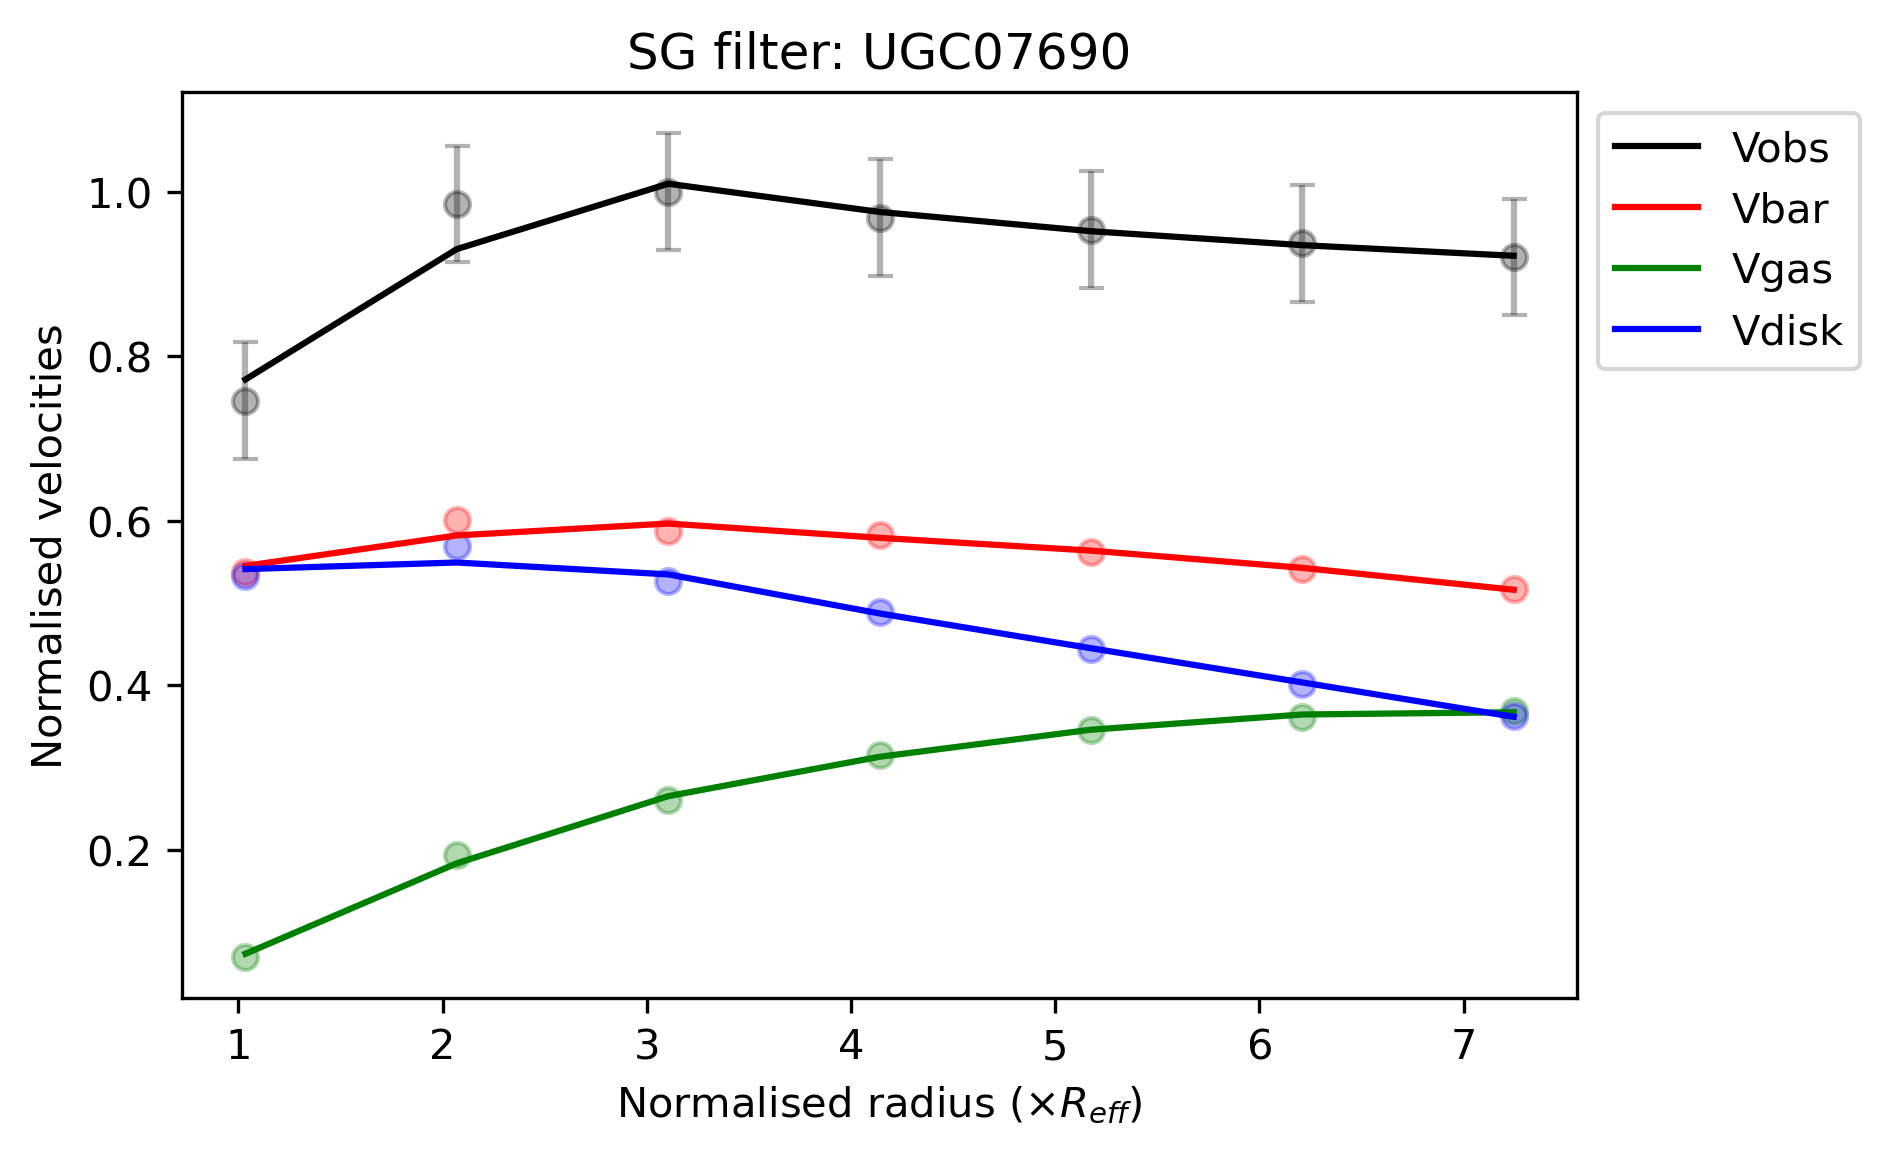 SG filter: UGC07690
Vobs
Vbar
Vgas
Vdisk
Normalised velocities
1.0
0.8
0.6
0.4
0.2
1 2 3 4 5 6 7
Normalised radius (×R_eff)